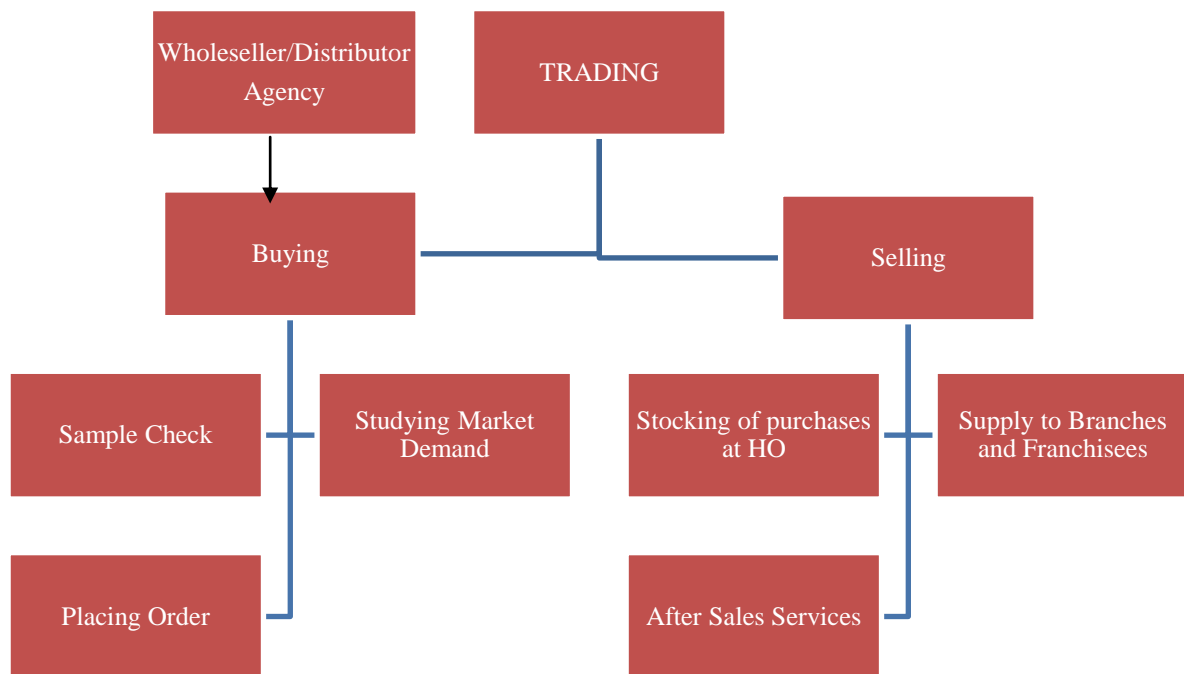 Wholeseller/Distributor
Agency
TRADING
Buying
Selling
Sample Check
Studying Market
Demand
Stocking of purchases
at HO
Supply to Branches
and Franchisees
Placing Order
After Sales Services